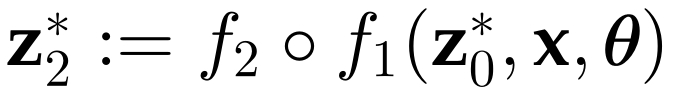 𝐳₂* := f₂ ∘ f₁(𝐳₀*, 𝐱, 𝜽)